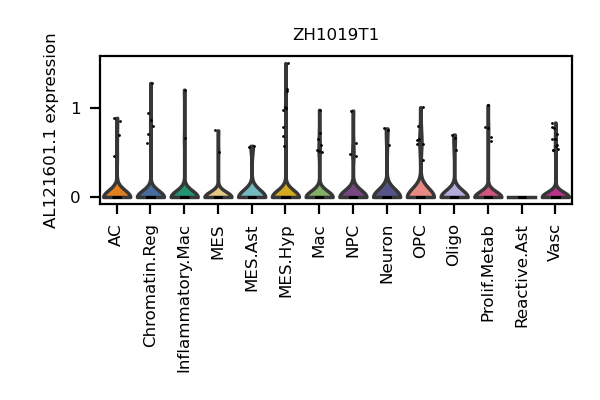 ZH1019T1
AL121601.1 expression
1
0
AC
Chromatin.Reg
Inflammatory.Mac
MES
MES.Ast
MES.Hyp
Mac
NPC
Neuron
OPC
Oligo
Prolif.Metab
Reactive.Ast
Vasc